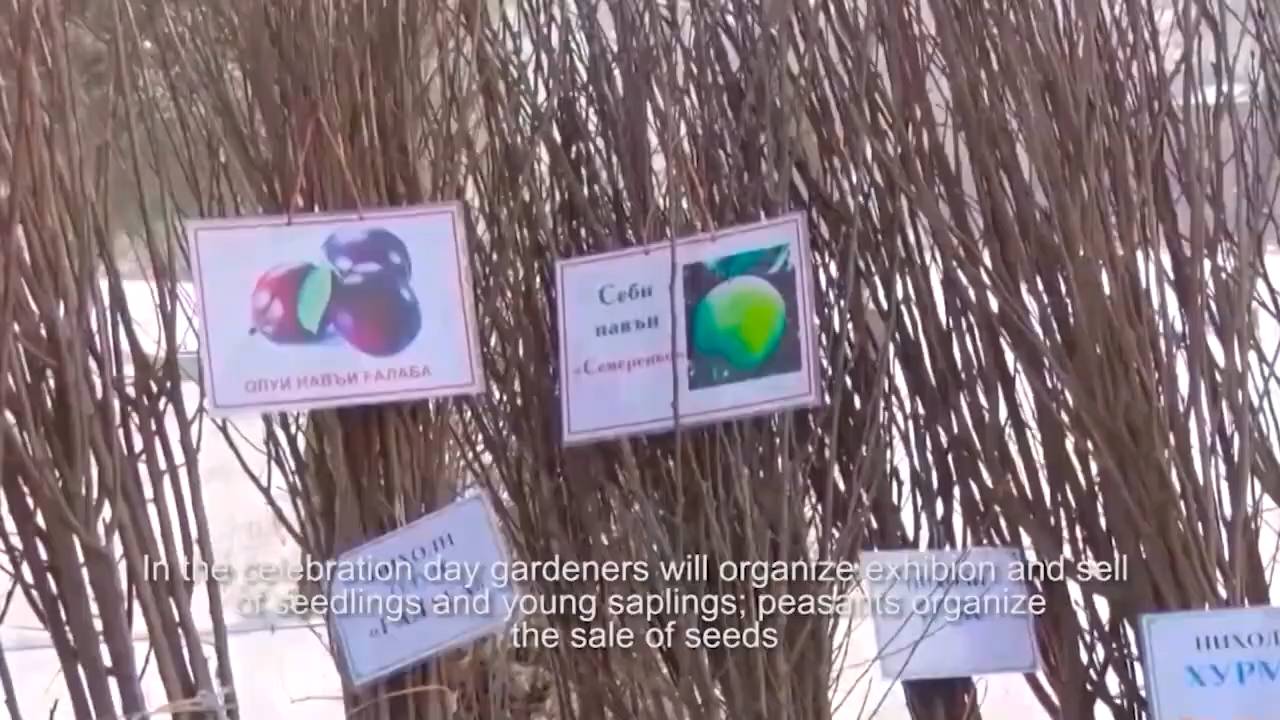 ОЛУИ НАВЪИ ҒАЛАБА
Себи
навъи
«Семеренко»
НИХОЛИ
In the celebration day gardeners will organize exhibion and sell
of seedlings and young saplings; peasants organize
the sale of seeds
НИХОЛ
ХУРМ